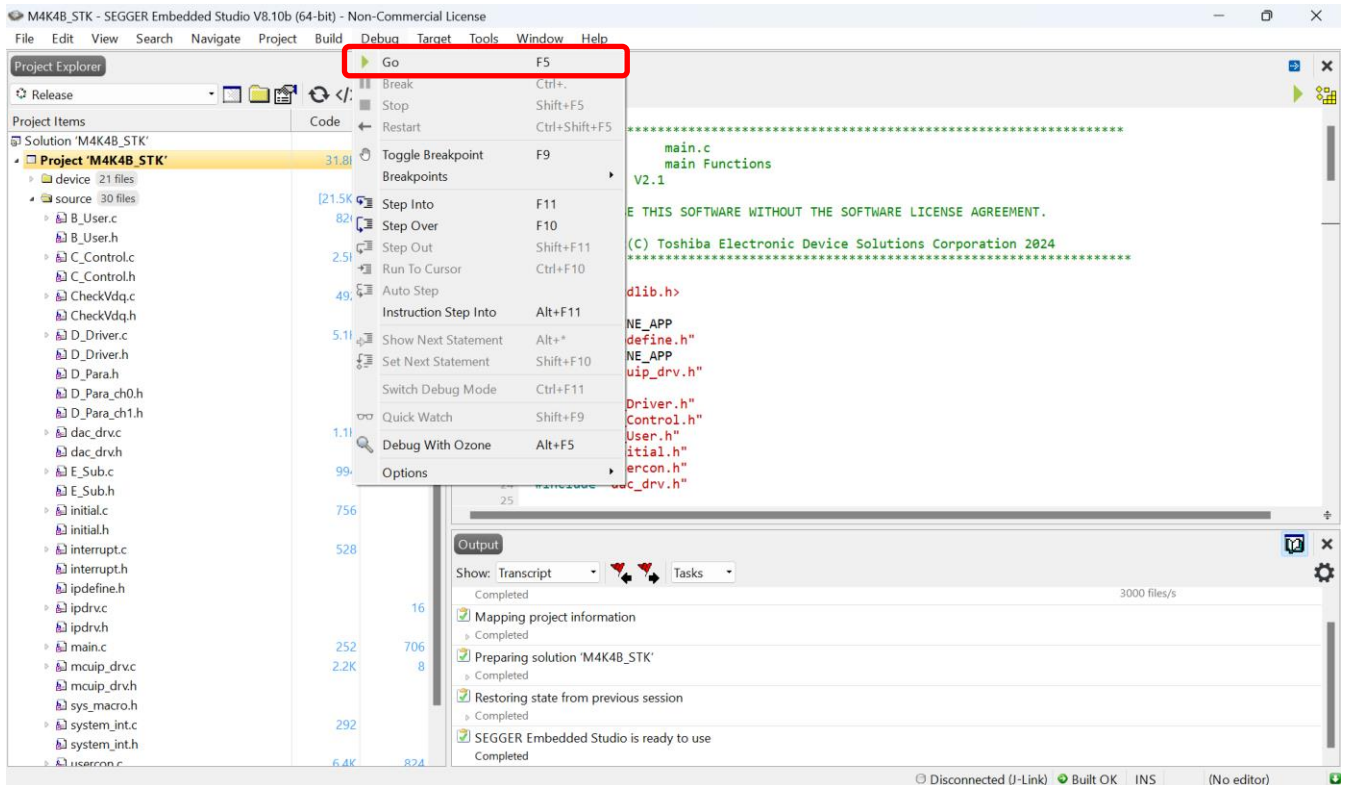 M4K4B_STK - SEGGER Embedded Studio V8.10b (64-bit) - Non-Commercial License
File Edit View Search Navigate Project Build Debug Target Tools Window Help
Project Explorer
Release
Project Items Code
Solution 'M4K4B_STK'
Project 'M4K4B_STK' 31.8
device 21 files
source 30 files [21.5K
B_User.c 82
B_User.h
C_Control.c 2.5
C_Control.h
CheckVdq.c 49
CheckVdq.h
D_Driver.c 5.1
D_Driver.h
D_Para.h
D_Para_ch0.h
D_Para_ch1.h
dac_drv.c 1.1
dac_drv.h
E_Sub.c 99
E_Sub.h
initial.c 756
initial.h
interrupt.c 528
interrupt.h
ipdefine.h
ipdrv.c 16
ipdrv.h
main.c 252 706
mcuip_drv.c 2.2K 8
mcuip_drv.h
sys_macro.h
system_int.c 292
system_int.h
usercon.c 6.4K 824
Go F5
Break Ctrl+.
Stop Shift+F5
Restart Ctrl+Shift+F5
Toggle Breakpoint F9
Breakpoints
Step Into F11
Step Over F10
Step Out Shift+F11
Run To Cursor Ctrl+F10
Auto Step
Instruction Step Into Alt+F11
Show Next Statement Alt+*
Set Next Statement Shift+F10
Switch Debug Mode Ctrl+F11
Quick Watch Shift+F9
Debug With Ozone Alt+F5
Options
*****************************************************************
main.c
main Functions
V2.1
E THIS SOFTWARE WITHOUT THE SOFTWARE LICENSE AGREEMENT.
(C) Toshiba Electronic Device Solutions Corporation 2024
******************************************************************
dlib.h>
NE_APP
define.h"
NE_APP
uip_drv.h"
Driver.h"
Control.h"
User.h"
itial.h"
ercon.h"
24 #include "dac_drv.h"
25
Output
Show: Transcript Tasks
Completed 3000 files/s
Mapping project information
Completed
Preparing solution 'M4K4B_STK'
Completed
Restoring state from previous session
Completed
SEGGER Embedded Studio is ready to use
Completed
Disconnected (J-Link) Built OK INS (No editor)